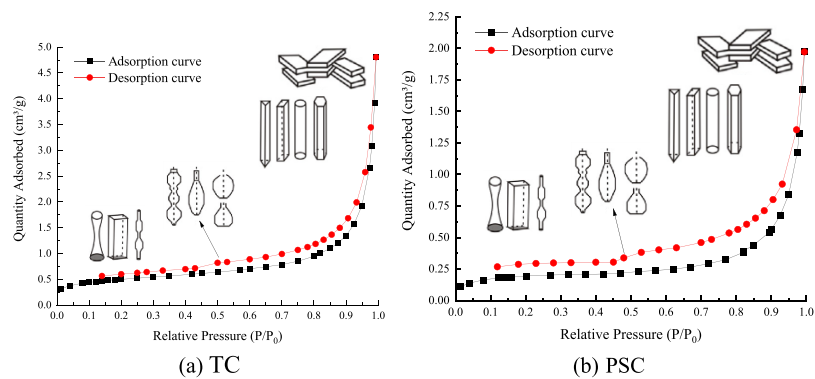 Adsorption curve
Desorption curve
Quantity Adsorbed (cm³/g)
5.0
4.5
4.0
3.5
3.0
2.5
2.0
1.5
1.0
0.5
0.0
0.0 0.1 0.2 0.3 0.4 0.5 0.6 0.7 0.8 0.9 1.0
Relative Pressure (P/P₀)
(a) TC
Adsorption curve
Desorption curve
Quantity Adsorbed (cm³/g)
2.25
2.00
1.75
1.50
1.25
1.00
0.75
0.50
0.25
0.00
0.0 0.1 0.2 0.3 0.4 0.5 0.6 0.7 0.8 0.9 1.0
Relative Pressure (P/P₀)
(b) PSC